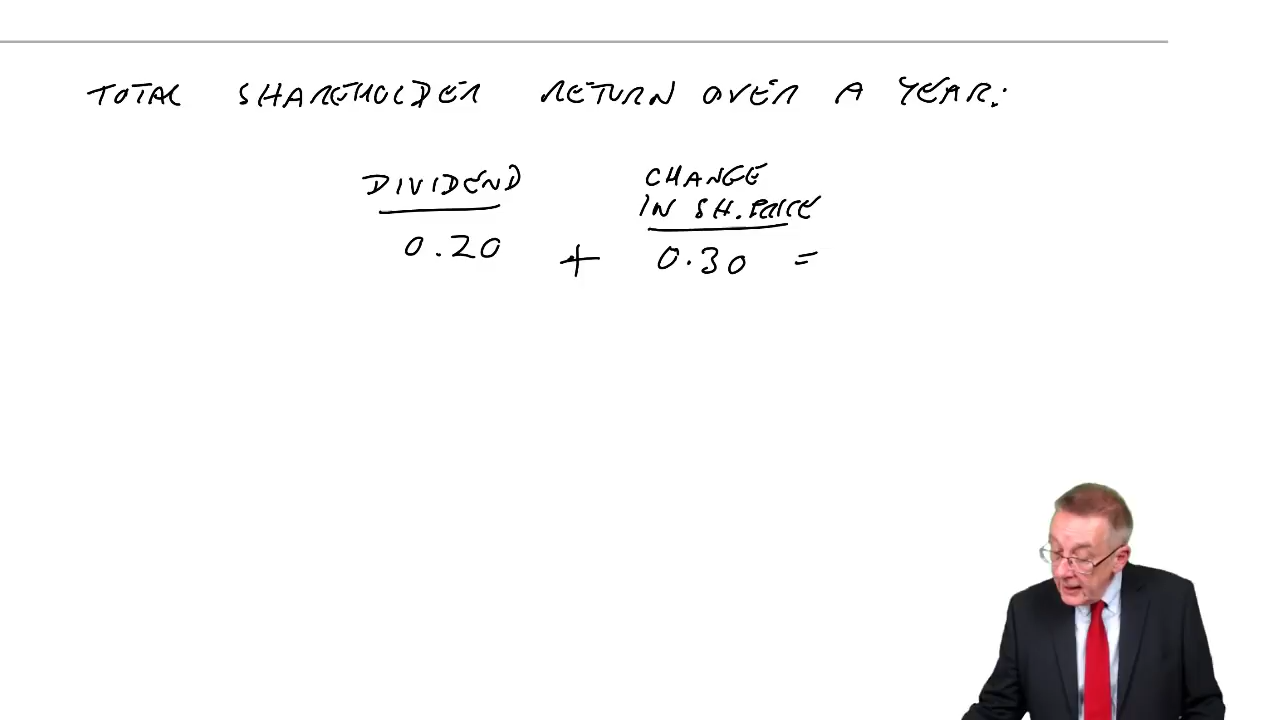 TOTAL SHAREHOLDER RETURN OVER A YEAR:
DIVIDEND
CHANGE
IN SH. PRICE
0.20 + 0.30 =